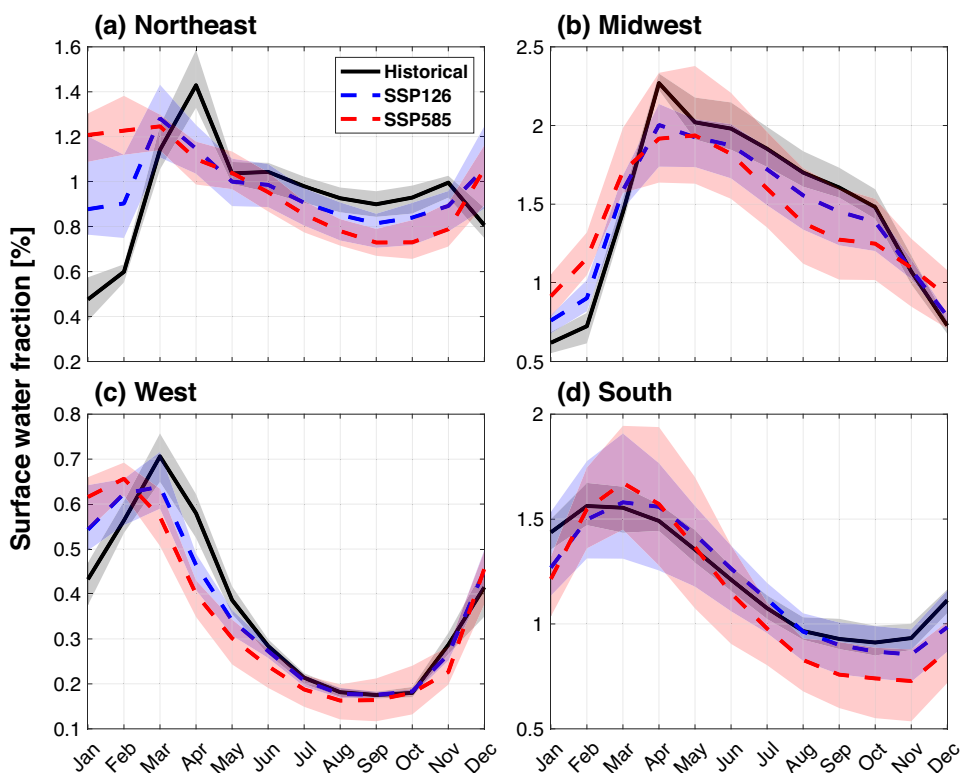 (a) Northeast
(b) Midwest
1.6
1.4
1.2
1
0.8
0.6
0.4
0.2
Historical
SSP126
SSP585
2.5
2
1.5
1
0.5
Surface water fraction [%]
(c) West
(d) South
0.8
0.7
0.6
0.5
0.4
0.3
0.2
0.1
2
1.5
1
0.5
Jan Feb Mar Apr May Jun Jul Aug Sep Oct Nov Dec
Jan Feb Mar Apr May Jun Jul Aug Sep Oct Nov Dec